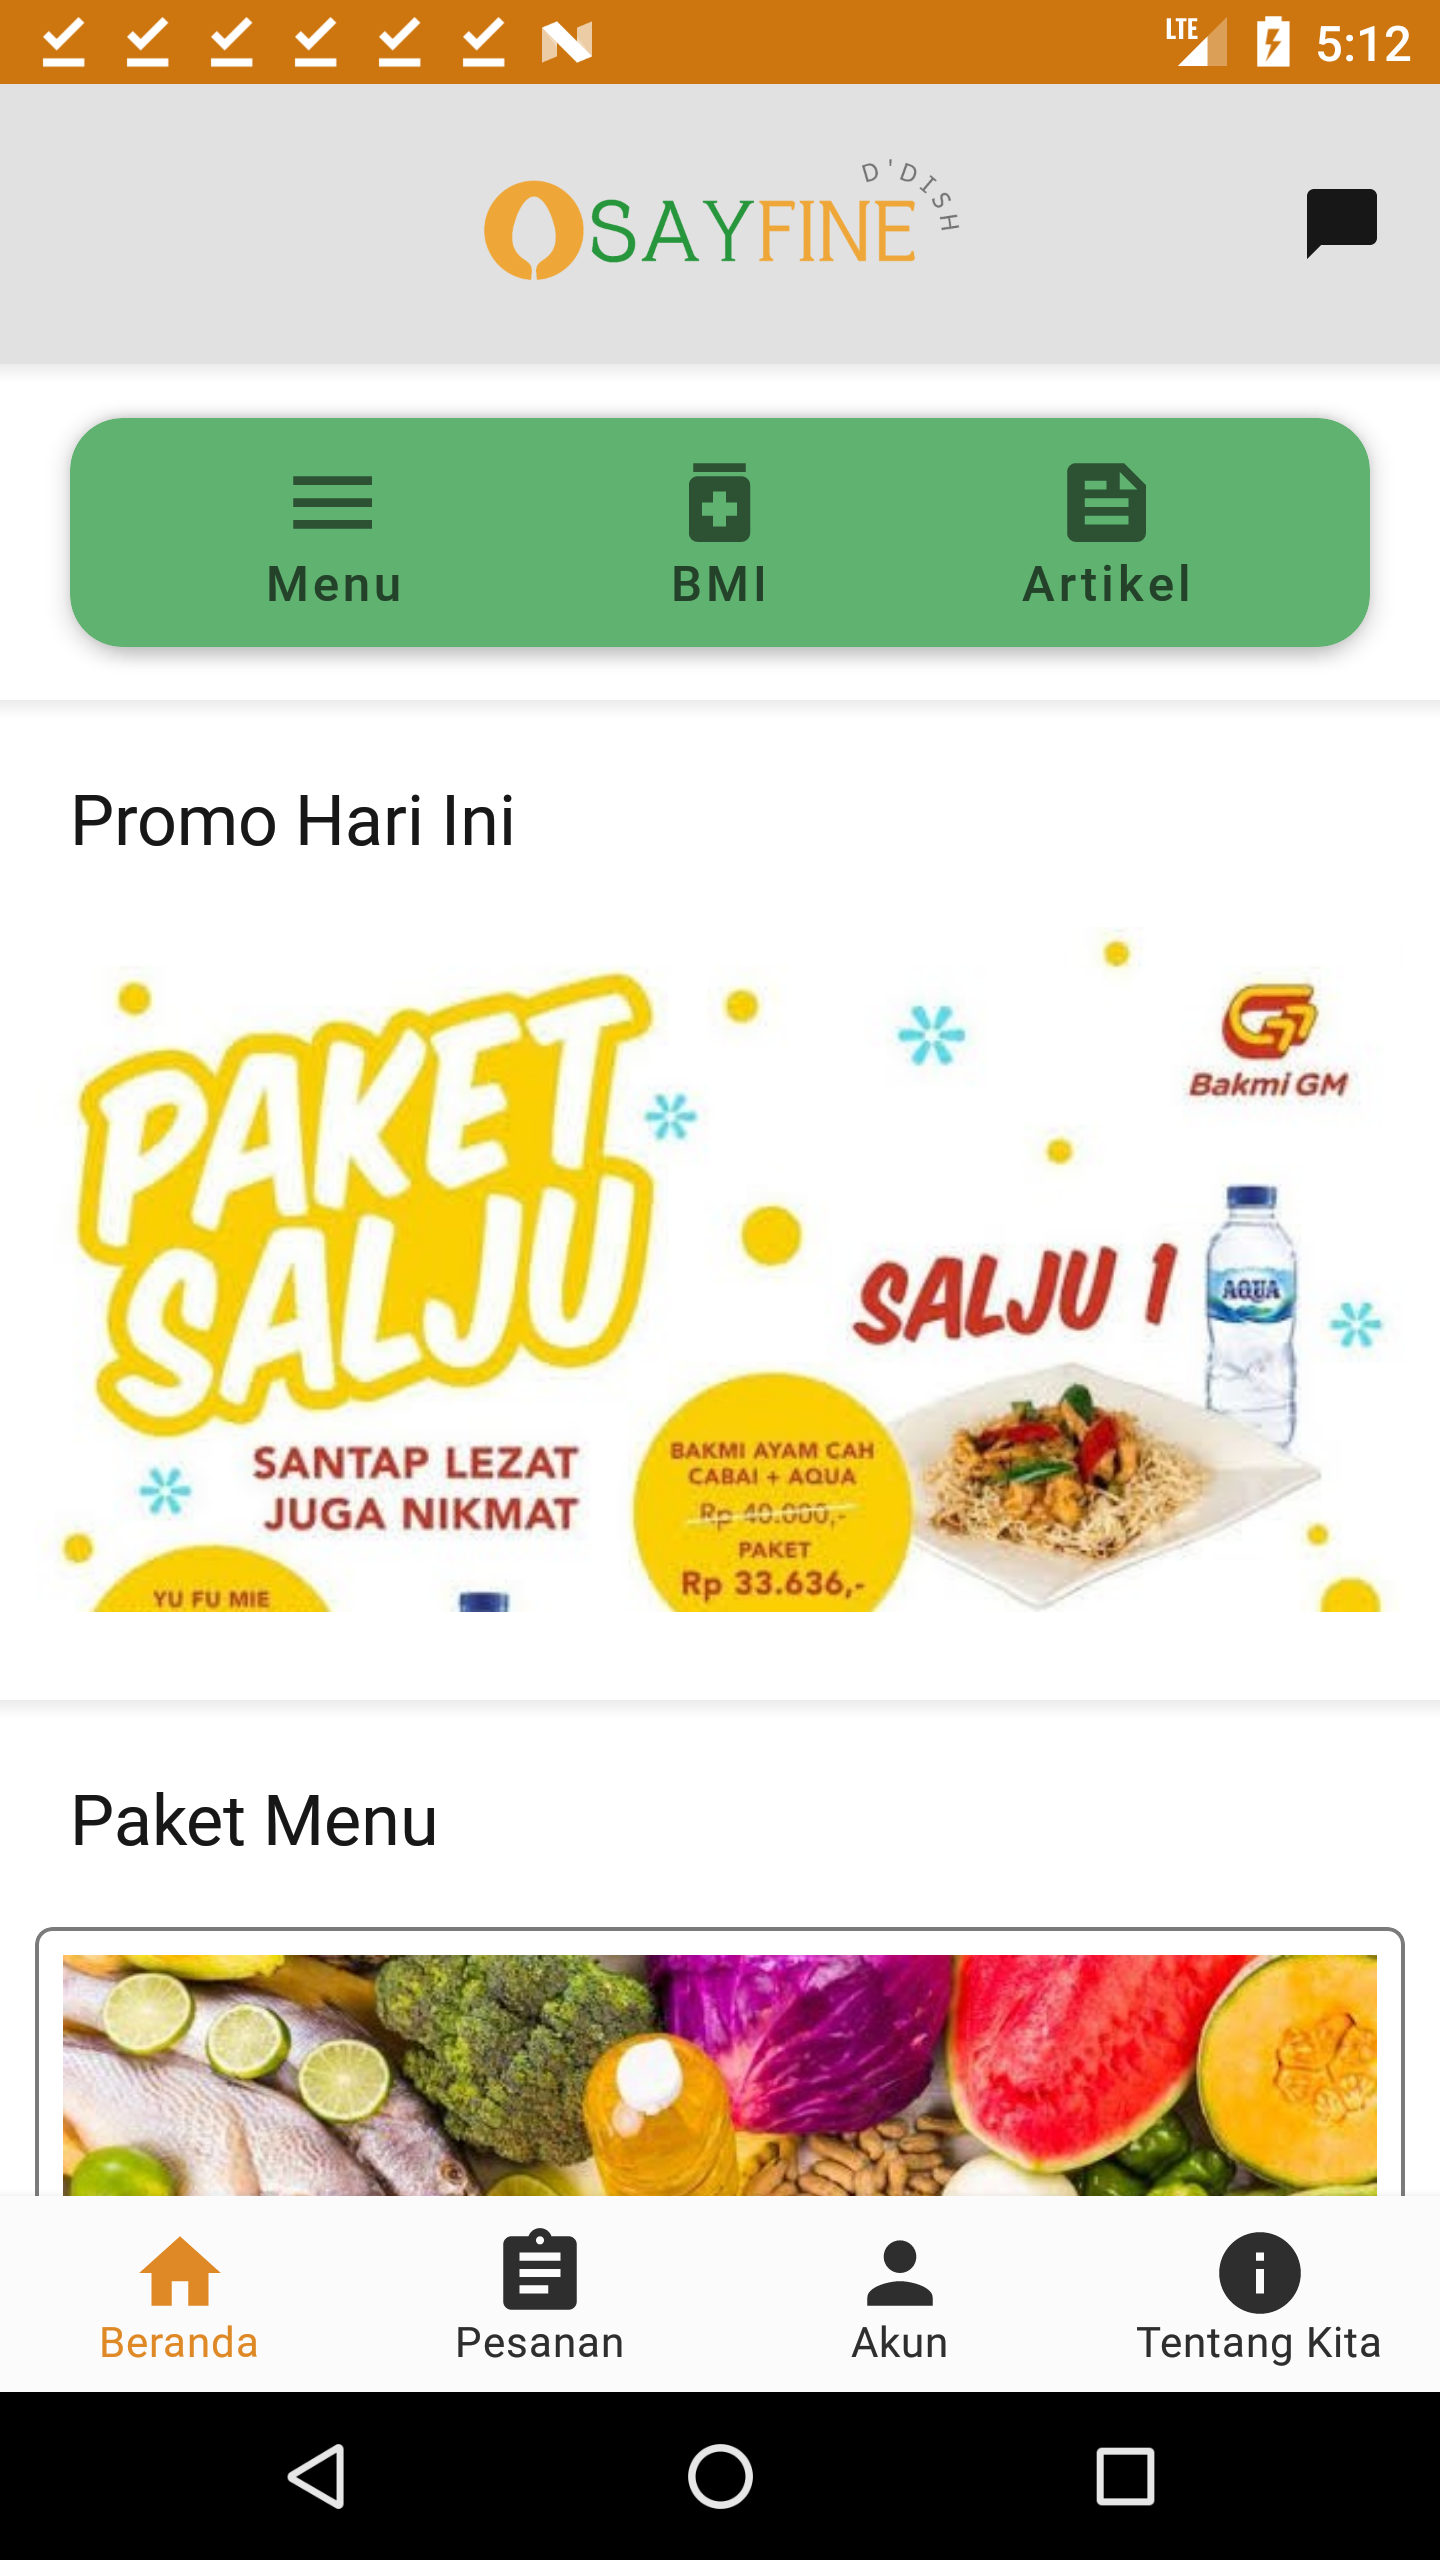 LTE 5:12
D'DISH
SAYFINE
Menu BMI Artikel
Promo Hari Ini
PAKET
SALJU
Bakmi GM
SALJU 1
AQUA
SANTAP LEZAT
JUGA NIKMAT
BAKMI AYAM CAH
CABAI + AQUA
Rp 40.000,-
PAKET
Rp 33.636,-
YU FU MIE
Paket Menu
Beranda Pesanan Akun Tentang Kita